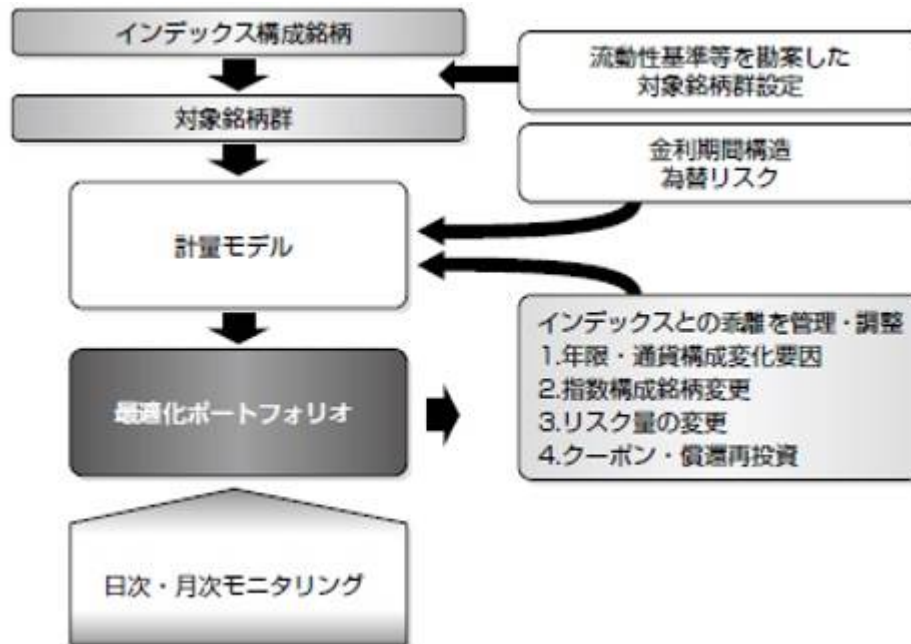 インデックス構成銘柄
流動性基準等を勘案した
対象銘柄群設定
対象銘柄群
金利期間構造
為替リスク
計量モデル
インデックスとの乖離を管理・調整
1.年限・通貨構成変化要因
2.指数構成銘柄変更
3.リスク量の変更
4.クーポン・償還再投資
最適化ポートフォリオ
日次・月次モニタリング